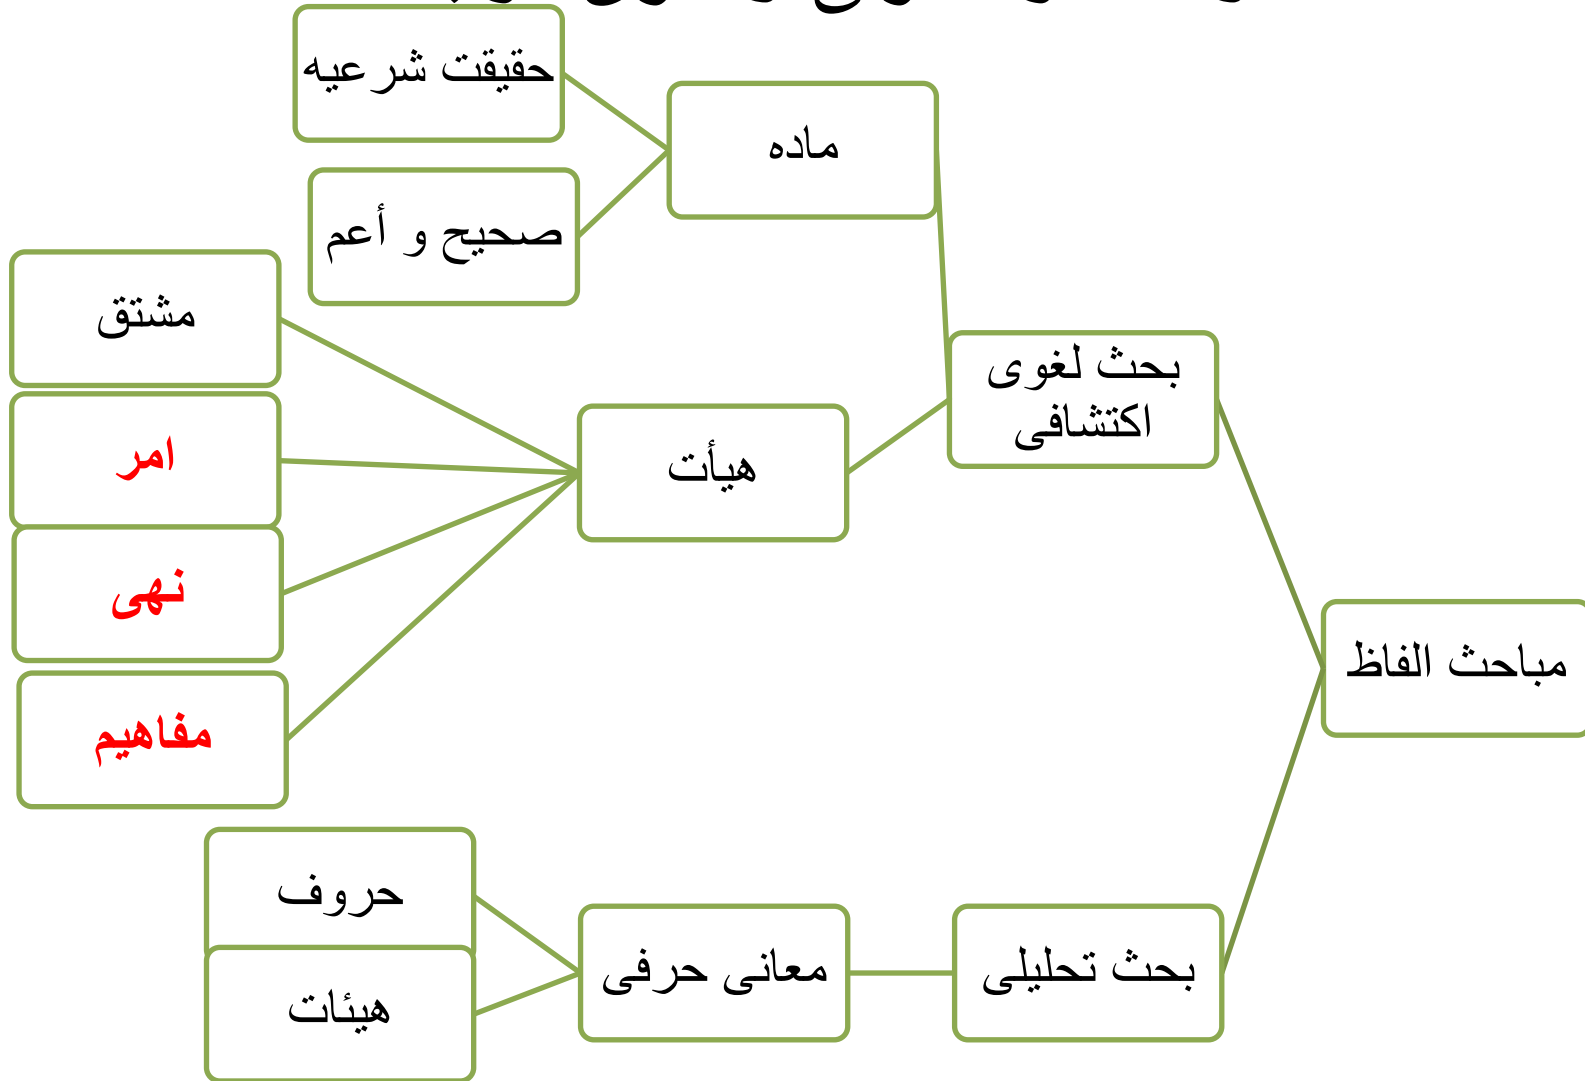 حقیقت شرعیه
ماده
صحیح و أعم
مشتق
بحث لغوی
اکتشافی
امر
هیأت
نهی
مباحث الفاظ
مفاهیم
حروف
معانی حرفی
بحث تحلیلی
هیئات